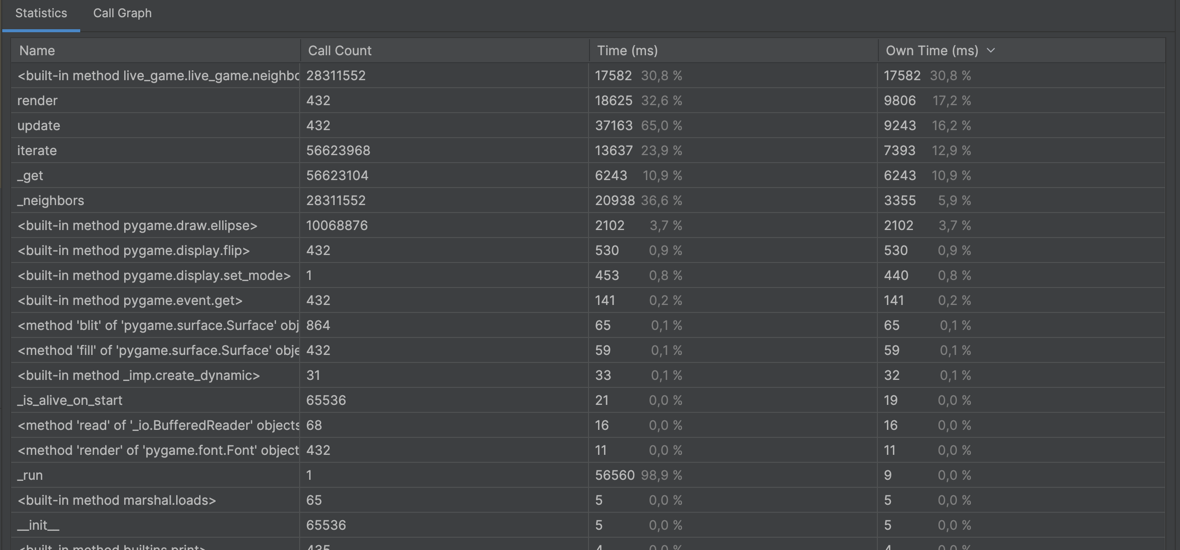 Statistics Call Graph
Name Call Count Time (ms) Own Time (ms)
<built-in method live_game.live_game.neighbo 28311552 17582 30,8 % 17582 30,8 %
render 432 18625 32,6 % 9806 17,2 %
update 432 37163 65,0 % 9243 16,2 %
iterate 56623968 13637 23,9 % 7393 12,9 %
_get 56623104 6243 10,9 % 6243 10,9 %
_neighbors 28311552 20938 36,6 % 3355 5,9 %
<built-in method pygame.draw.ellipse> 10068876 2102 3,7 % 2102 3,7 %
<built-in method pygame.display.flip> 432 530 0,9 % 530 0,9 %
<built-in method pygame.display.set_mode> 1 453 0,8 % 440 0,8 %
<built-in method pygame.event.get> 432 141 0,2 % 141 0,2 %
<method 'blit' of 'pygame.surface.Surface' obj 864 65 0,1 % 65 0,1 %
<method 'fill' of 'pygame.surface.Surface' obje 432 59 0,1 % 59 0,1 %
<built-in method _imp.create_dynamic> 31 33 0,1 % 32 0,1 %
_is_alive_on_start 65536 21 0,0 % 19 0,0 %
<method 'read' of '_io.BufferedReader' objects 68 16 0,0 % 16 0,0 %
<method 'render' of 'pygame.font.Font' object 432 11 0,0 % 11 0,0 %
_run 1 56560 98,9 % 9 0,0 %
<built-in method marshal.loads> 65 5 0,0 % 5 0,0 %
__init__ 65536 5 0,0 % 5 0,0 %
<built-in method builtins.print> 435 4 0,0 % 4 0,0 %